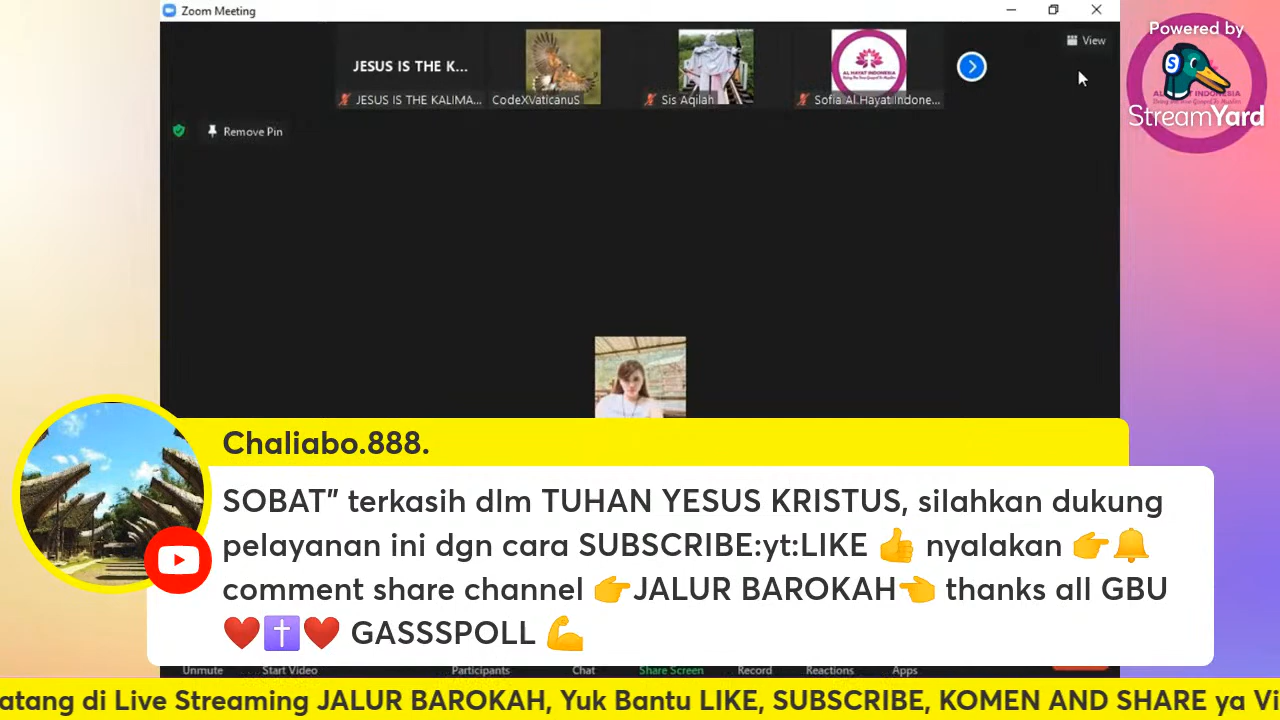 Zoom Meeting
Powered by
View
JESUS IS THE K...
JESUS IS THE KALIMA...
CodeXVaticanuS
Sis Aqilah
AL HAYAT INDONESIA
Sofia Al Hayat Indone...
StreamYard
Remove Pin
Chaliabo.888.
SOBAT” terkasih dlm TUHAN YESUS KRISTUS, silahkan dukung
pelayanan ini dgn cara SUBSCRIBE:yt:LIKE 👍 nyalakan 👉🔔
comment share channel 👉JALUR BAROKAH👈 thanks all GBU
❤️✝️❤️ GASSSPOLL 💪
Unmute Start Video Participants Chat Share Screen Record Reactions Apps
atang di Live Streaming JALUR BAROKAH, Yuk Bantu LIKE, SUBSCRIBE, KOMEN AND SHARE ya Vi